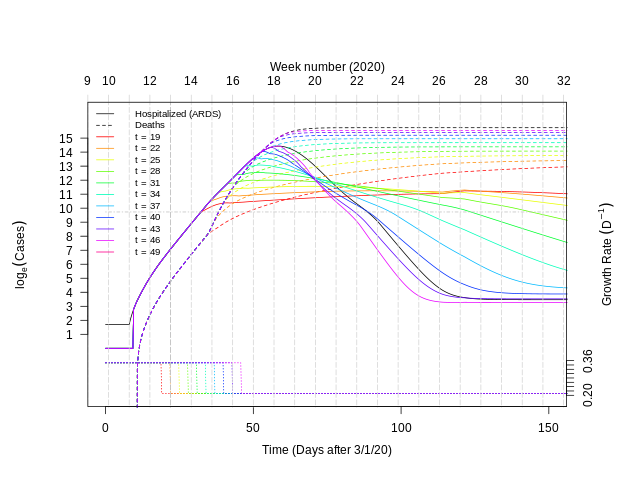 Week number (2020)
9 10 12 14 16 18 20 22 24 26 28 30 32
Hospitalized (ARDS)
Deaths
t = 19
t = 22
t = 25
t = 28
t = 31
t = 34
t = 37
t = 40
t = 43
t = 46
t = 49
15
14
13
12
11
10
9
8
7
6
5
4
3
2
1
logₑ(Cases)
Growth Rate (D⁻¹)
0.36
0.20
0 50 100 150
Time (Days after 3/1/20)